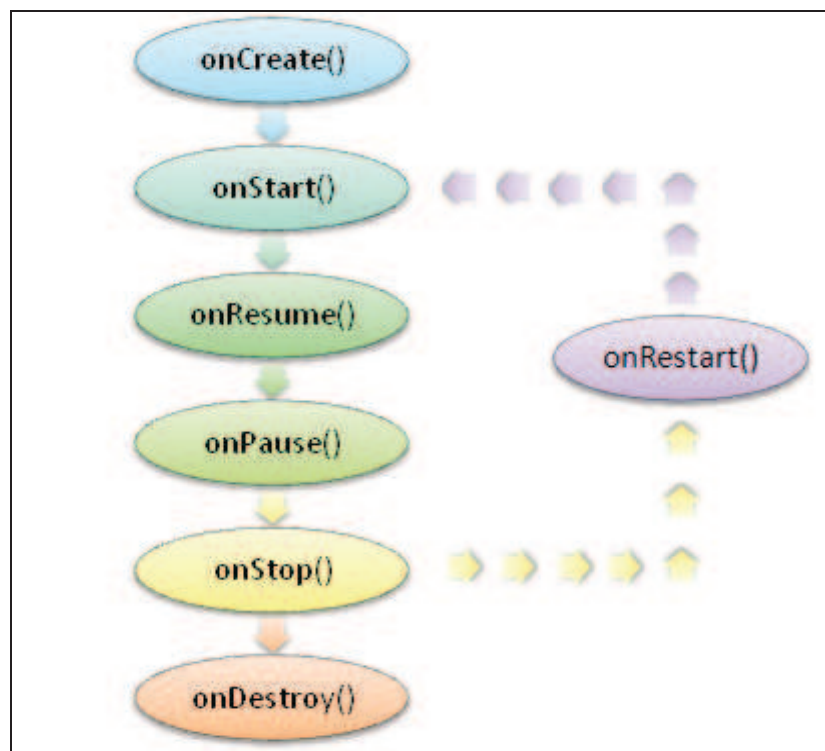 onCreate()
onStart()
onResume()
onRestart()
onPause()
onStop()
onDestroy()